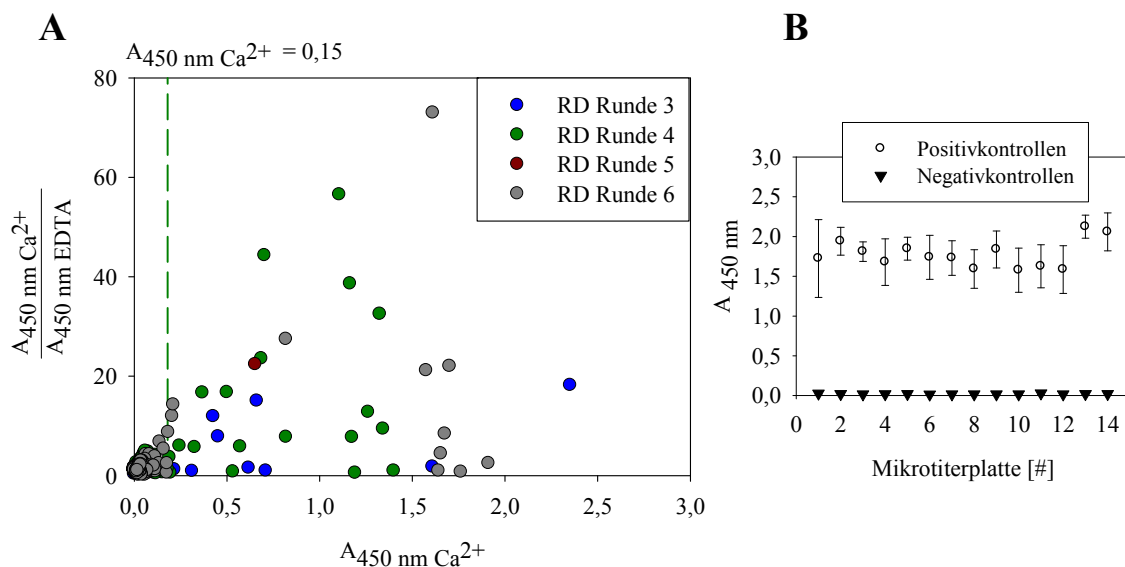 A
A450 nm Ca2+ = 0,15
80
60
40
20
0
A450 nm Ca2+
A450 nm EDTA
RD Runde 3
RD Runde 4
RD Runde 5
RD Runde 6
0,0 0,5 1,0 1,5 2,0 2,5 3,0
A450 nm Ca2+
B
Positivkontrollen
Negativkontrollen
3,0
2,5
2,0
1,5
1,0
0,5
0,0
A 450 nm
0 2 4 6 8 10 12 14
Mikrotiterplatte [#]